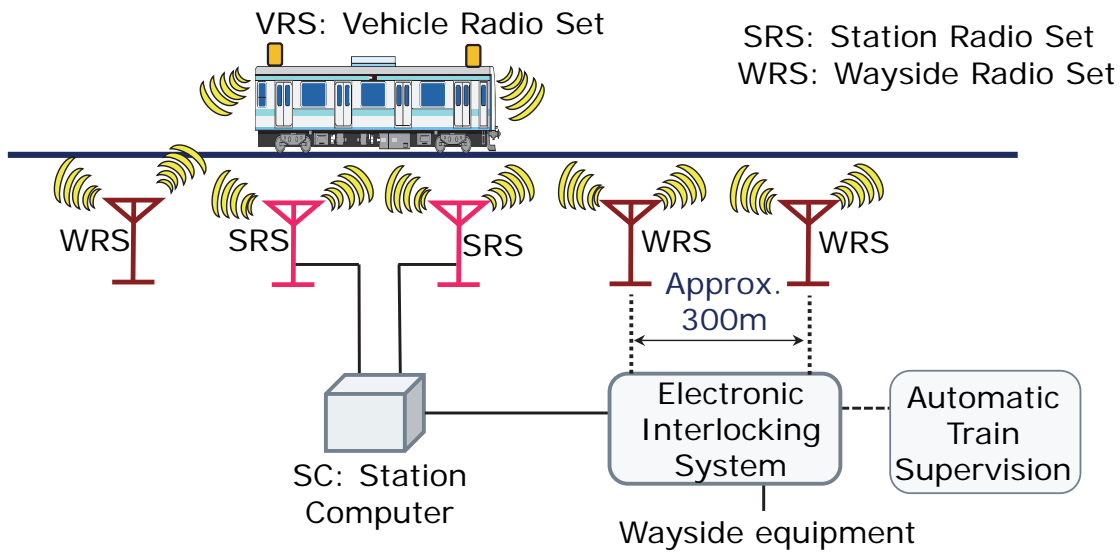 VRS: Vehicle Radio Set
SRS: Station Radio Set
WRS: Wayside Radio Set
WRS
SRS
SRS
WRS
WRS
Approx.
300m
Electronic
Interlocking
System
Automatic
Train
Supervision
SC: Station
Computer
Wayside equipment